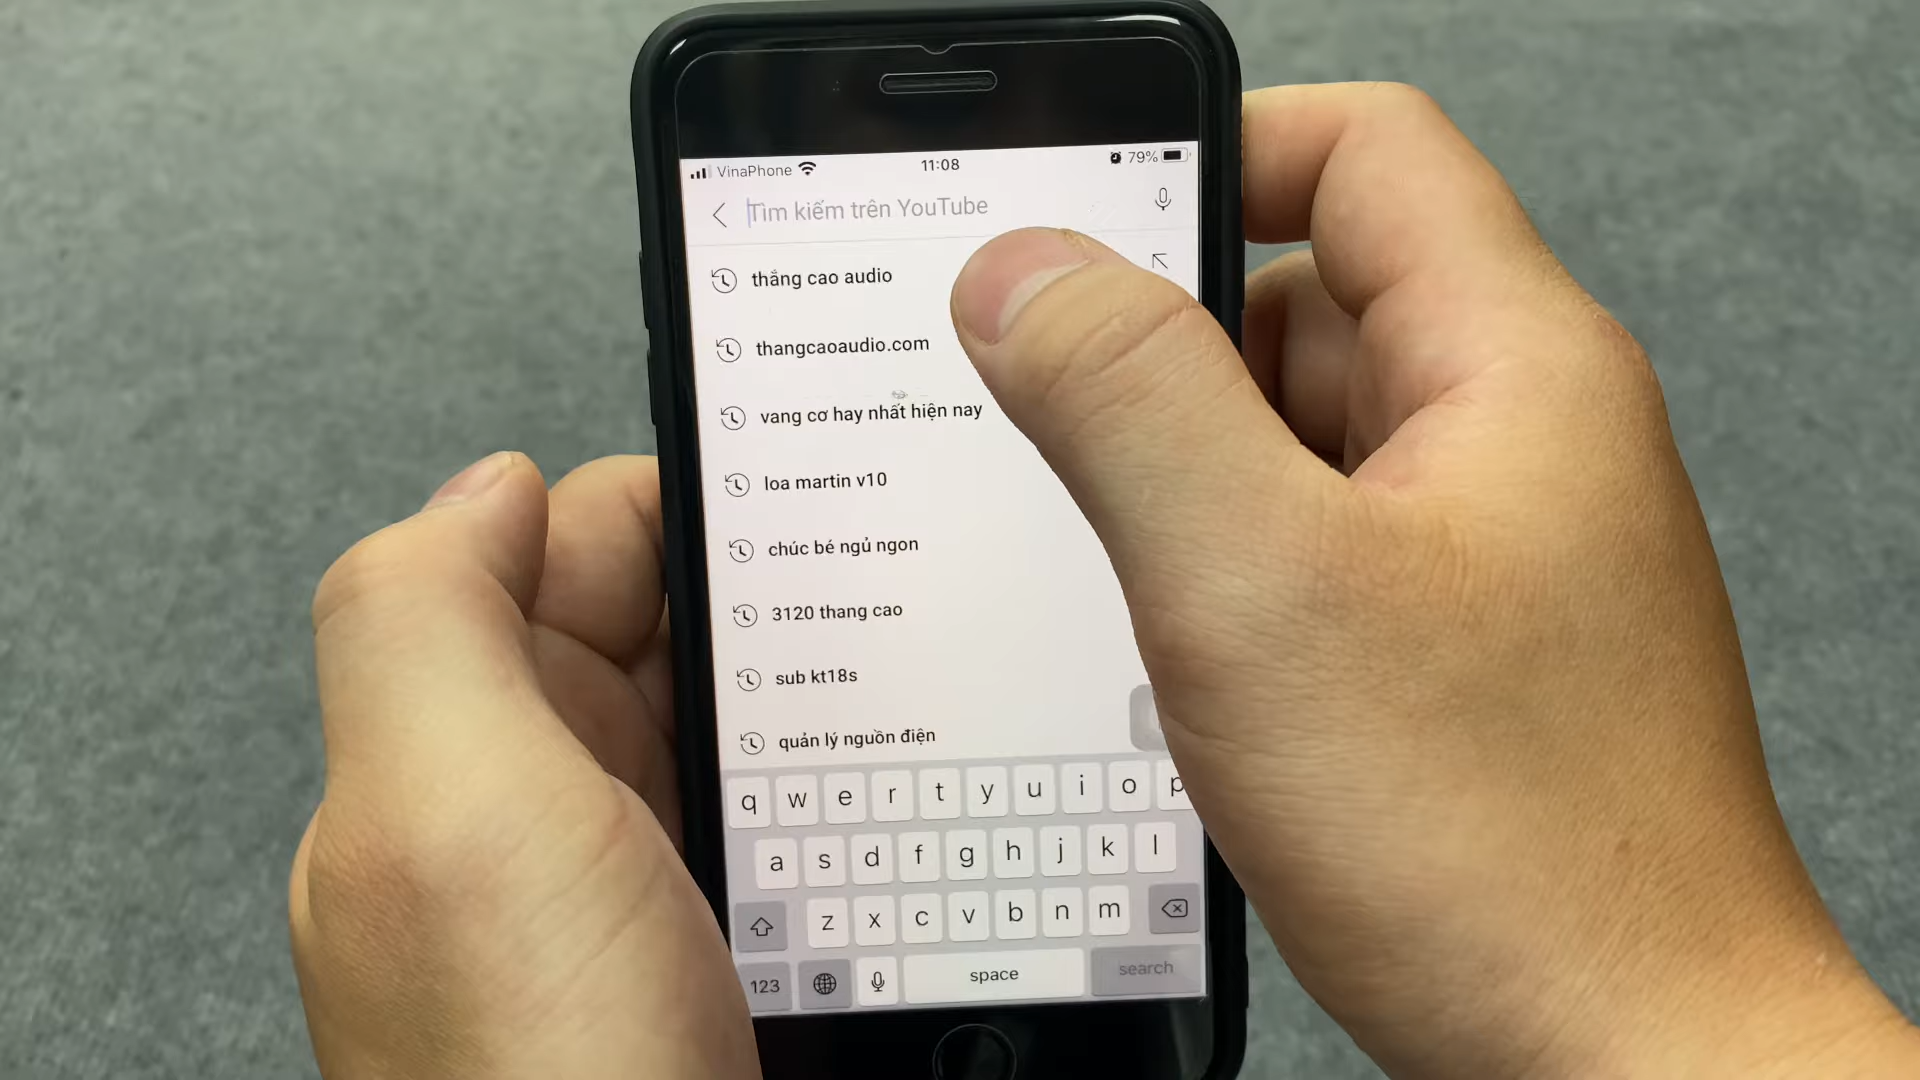 VinaPhone 11:08 79%
Tìm kiếm trên YouTube
thắng cao audio
thangcaoaudio.com
vang cơ hay nhất hiện nay
loa martin v10
chúc bé ngủ ngon
3120 thang cao
sub kt18s
quản lý nguồn điện
q w e r t y u i o p
a s d f g h j k l
z x c v b n m
123 space search